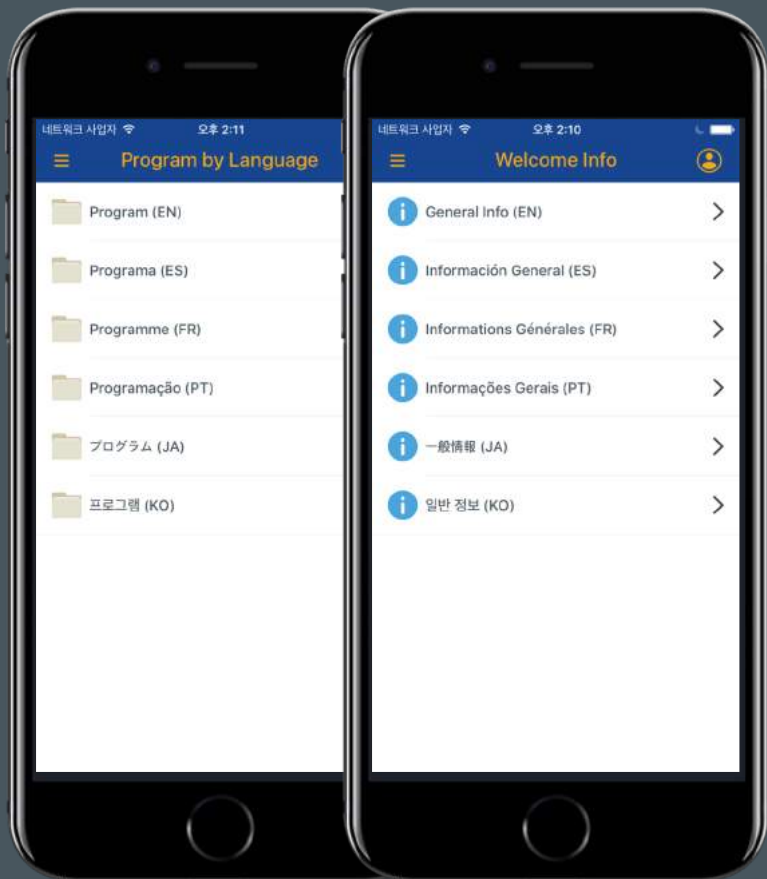 네트워크 사업자 오후 2:11
Program by Language
Program (EN)
Programa (ES)
Programme (FR)
Programação (PT)
プログラム (JA)
프로그램 (KO)
네트워크 사업자 오후 2:10
Welcome Info
General Info (EN)
Información General (ES)
Informations Générales (FR)
Informações Gerais (PT)
一般情報 (JA)
일반 정보 (KO)